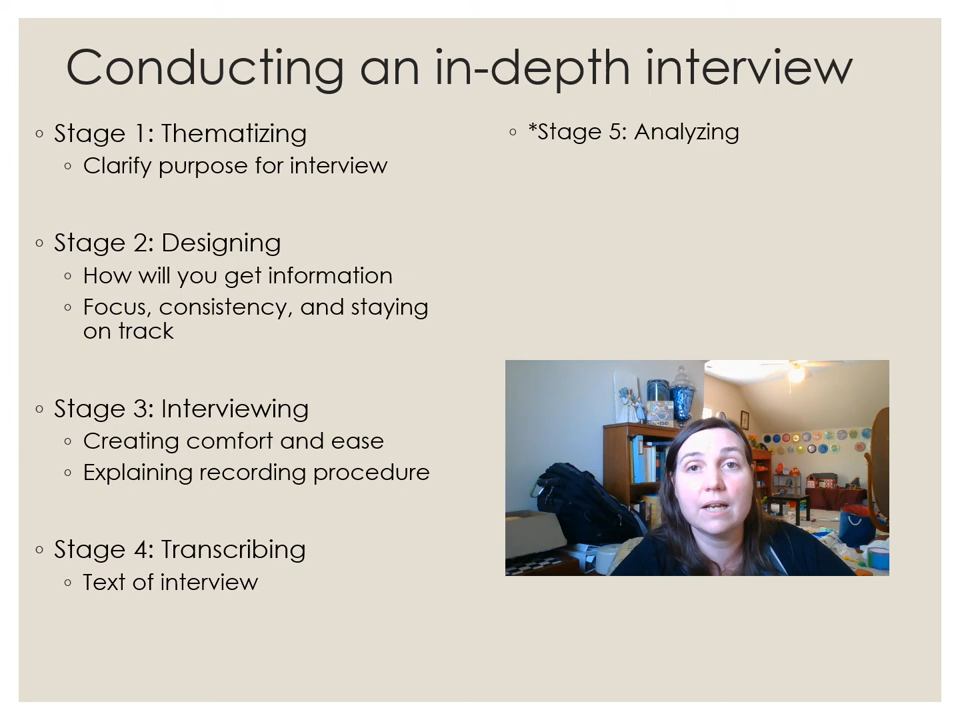 Conducting an in-depth interview
◦ Stage 1: Thematizing
◦ Clarify purpose for interview
◦ Stage 2: Designing
◦ How will you get information
◦ Focus, consistency, and staying
on track
◦ Stage 3: Interviewing
◦ Creating comfort and ease
◦ Explaining recording procedure
◦ Stage 4: Transcribing
◦ Text of interview
◦ *Stage 5: Analyzing